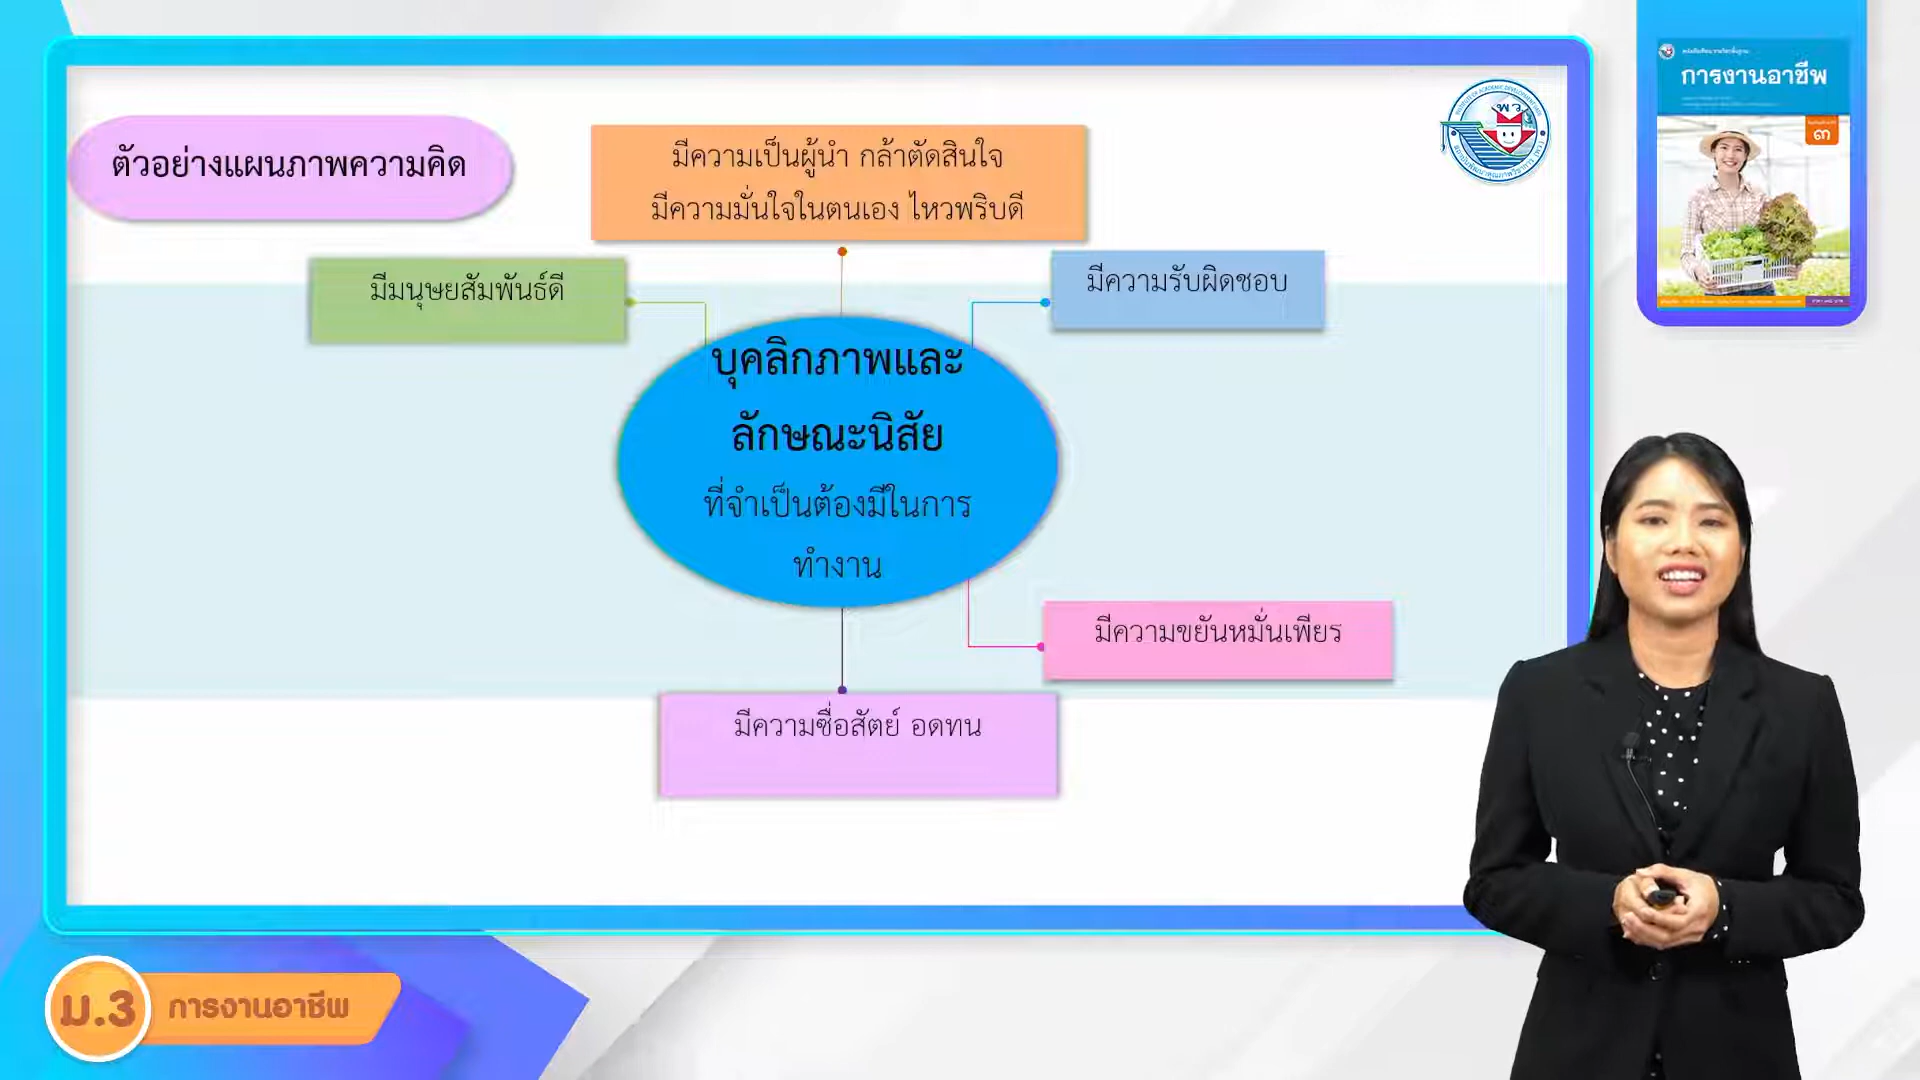 ตัวอย่างแผนภาพความคิด
มีความเป็นผู้นำ กล้าตัดสินใจ
มีความมั่นใจในตนเอง ไหวพริบดี
มีมนุษยสัมพันธ์ดี
มีความรับผิดชอบ
บุคลิกภาพและ
ลักษณะนิสัย
ที่จำเป็นต้องมีในการ
ทำงาน
มีความขยันหมั่นเพียร
มีความซื่อสัตย์ อดทน
การงานอาชีพ
๓
พว
ม.3 การงานอาชีพ